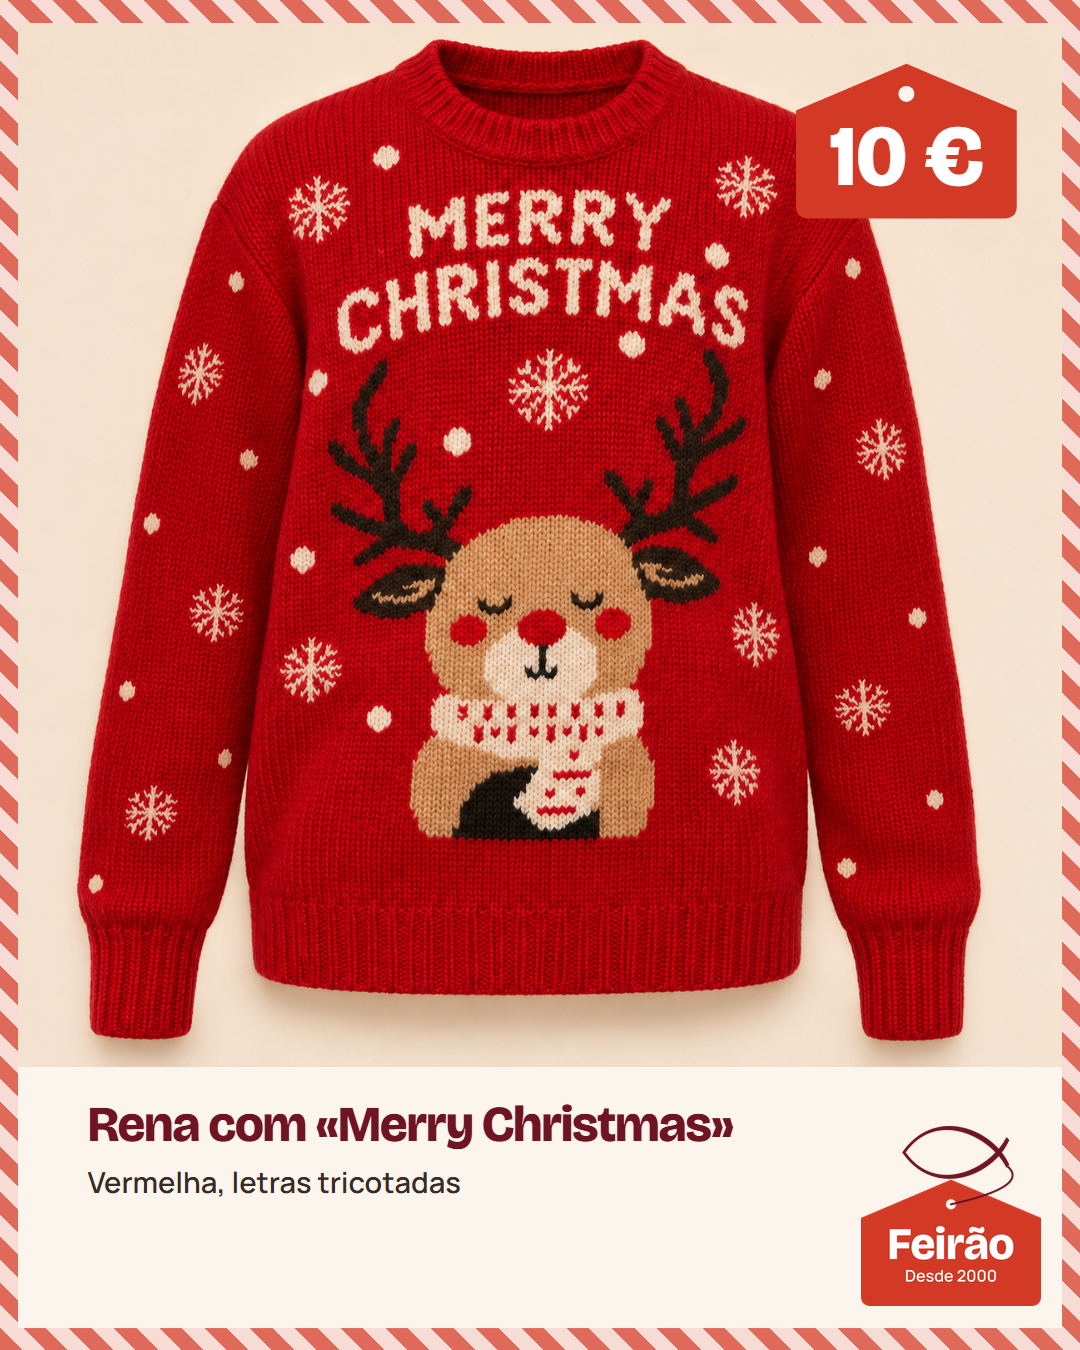 10 €
MERRY
CHRISTMAS
Rena com «Merry Christmas»
Vermelha, letras tricotadas
Feirão
Desde 2000